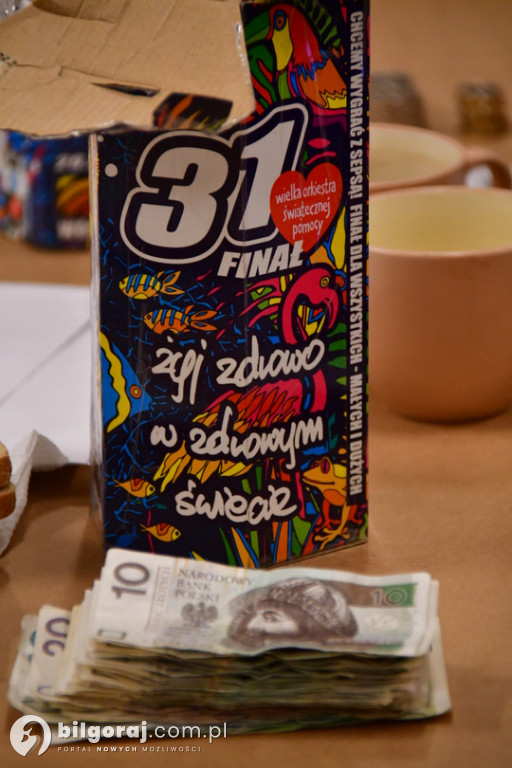 31
FINAŁ
wielka orkiestra
świątecznej
pomocy
żyj zdrowo
w zdrowym
świecie
CHCEMY WYGRAĆ Z SEPSĄ! FINAŁ DLA WSZYSTKICH - MAŁYCH I DUŻYCH
10
NARODOWY
BANK
POLSKI
10
20
bilgoraj.com.pl
PORTAL NOWYCH MOŻLIWOŚCI